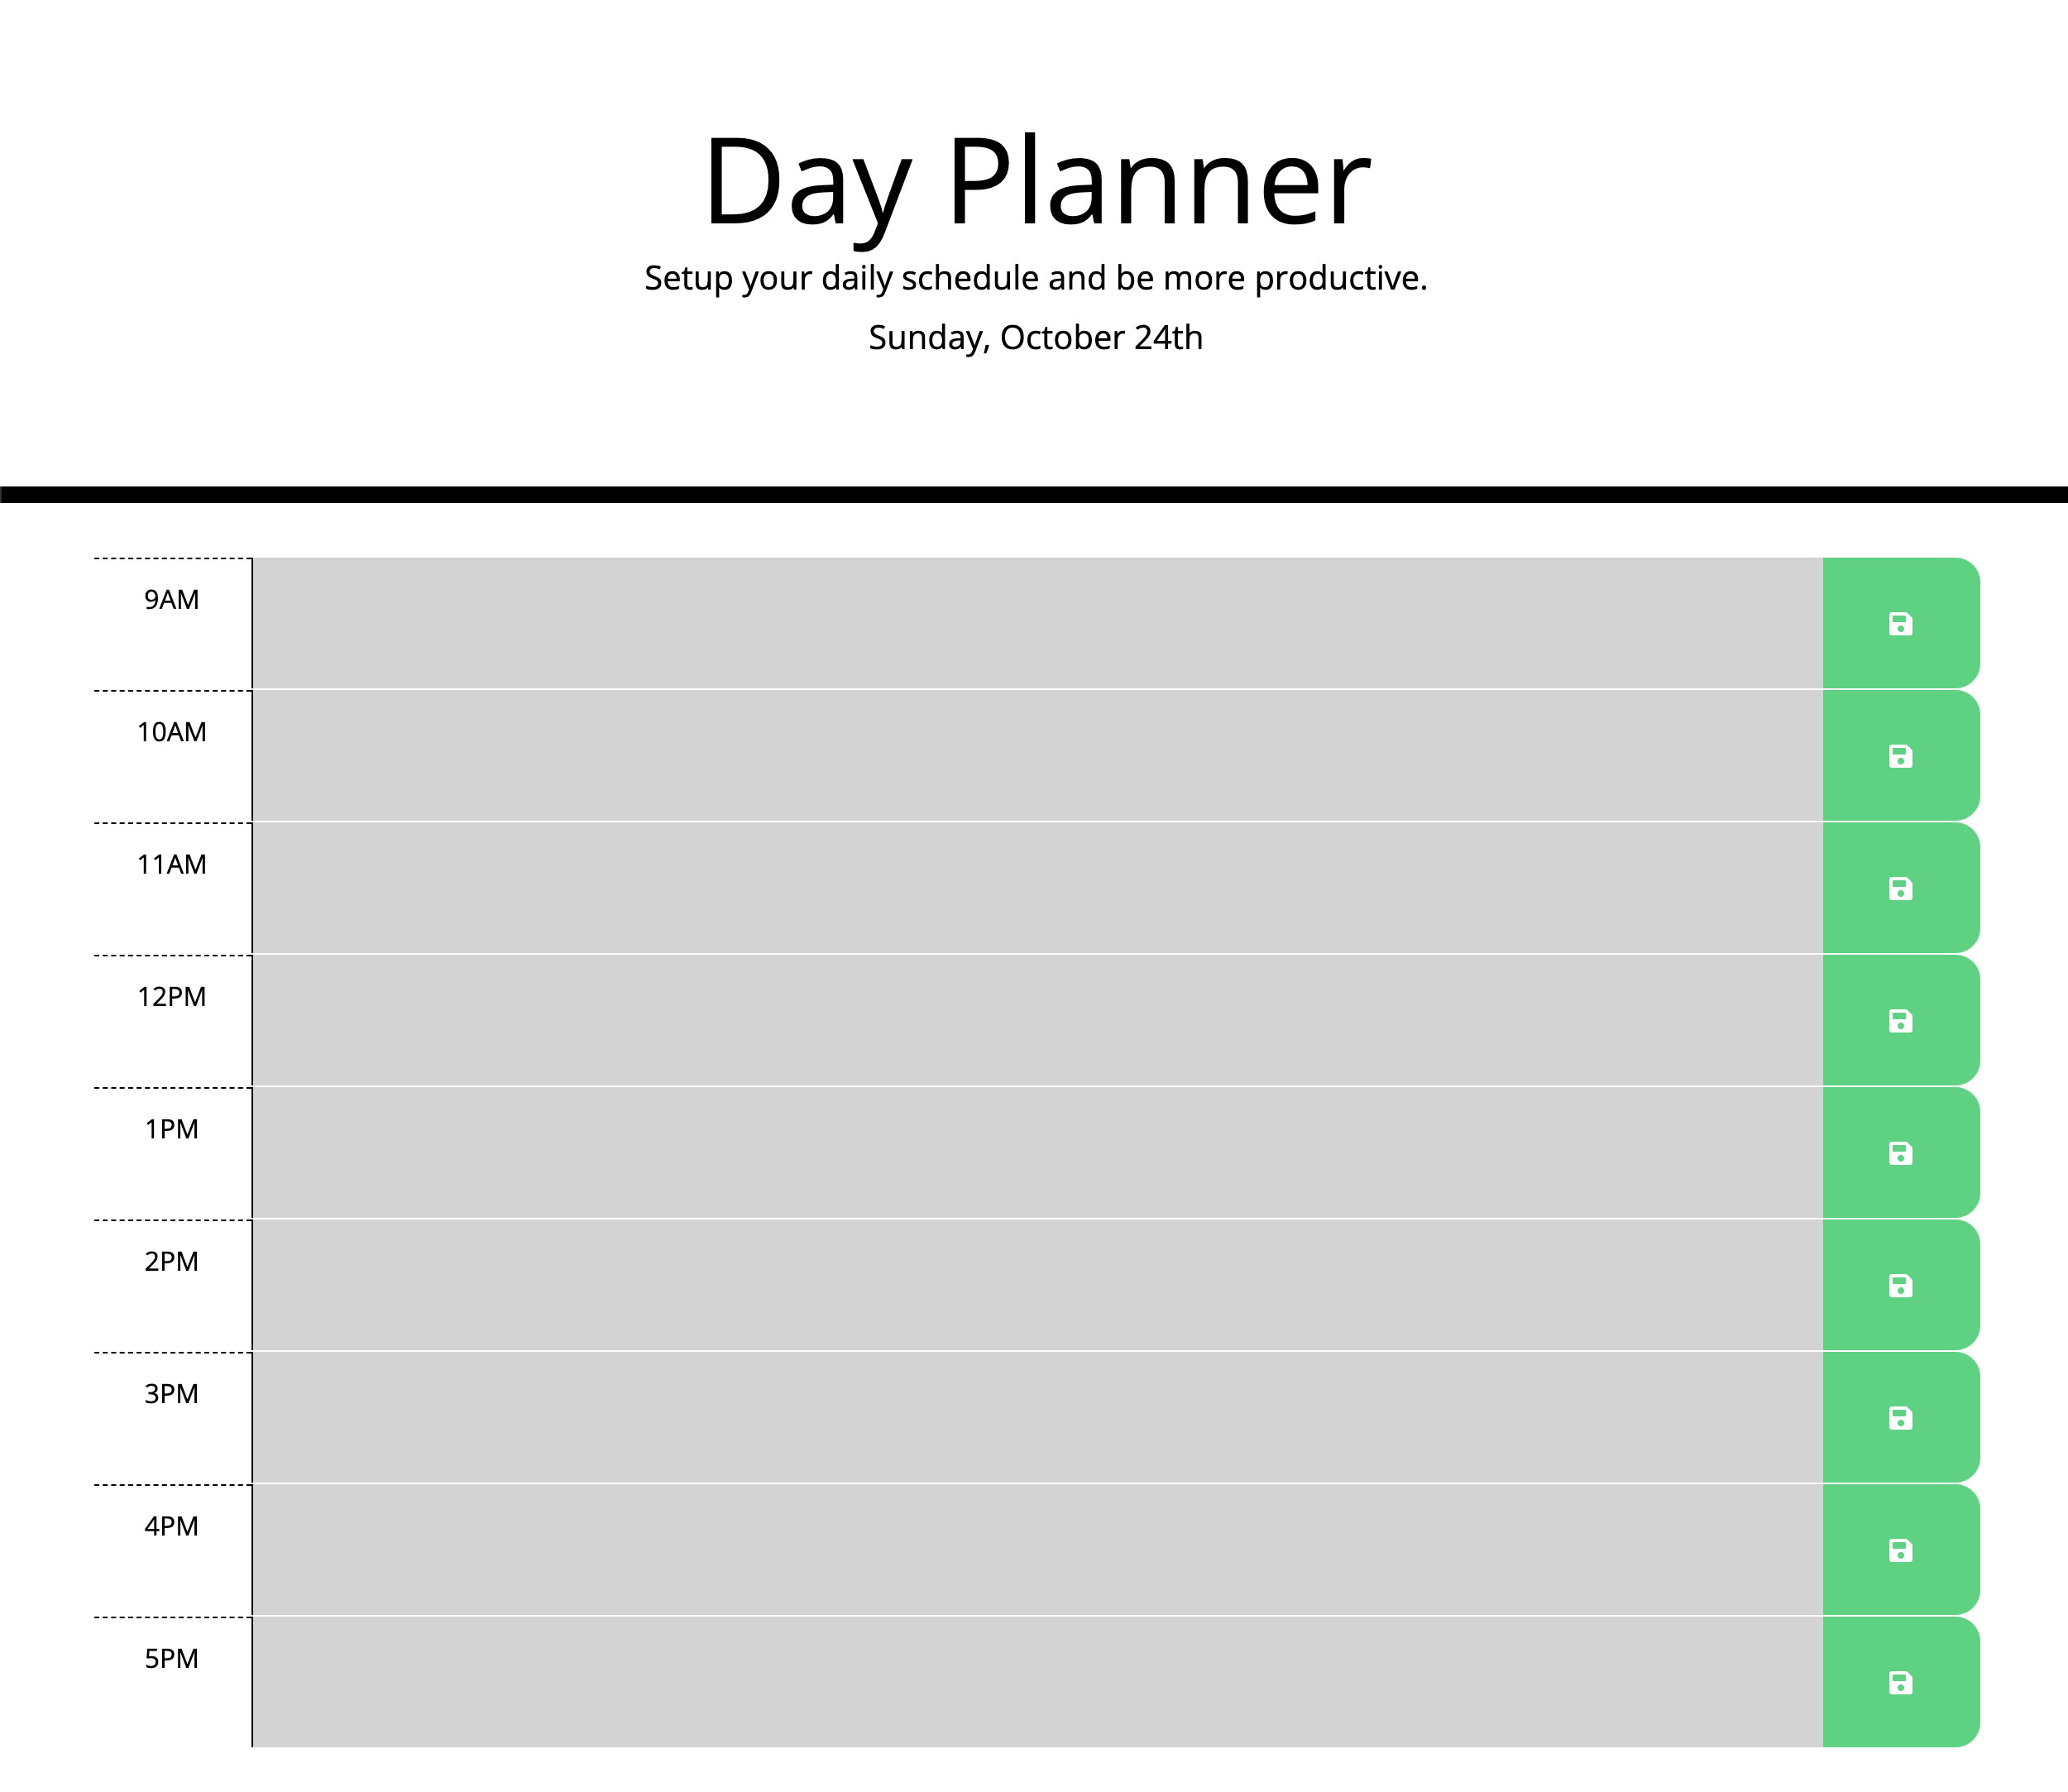 Day Planner
Setup your daily schedule and be more productive.
Sunday, October 24th
9AM
10AM
11AM
12PM
1PM
2PM
3PM
4PM
5PM